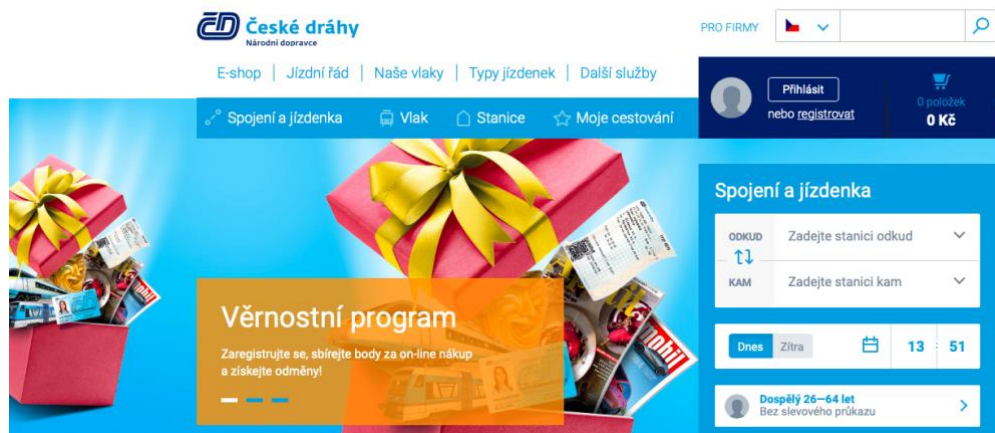 České dráhy
Národní dopravce
PRO FIRMY
E-shop | Jízdní řád | Naše vlaky | Typy jízdenek | Další služby
Přihlásit
nebo registrovat
0 položek
0 Kč
Spojení a jízdenka
Vlak
Stanice
Moje cestování
Věrnostní program
Zaregistrujte se, sbírejte body za on-line nákup
a získejte odměny!
Spojení a jízdenka
ODKUD Zadejte stanici odkud
KAM Zadejte stanici kam
Dnes Zítra 13 : 51
Dospělý 26–64 let
Bez slevového průkazu